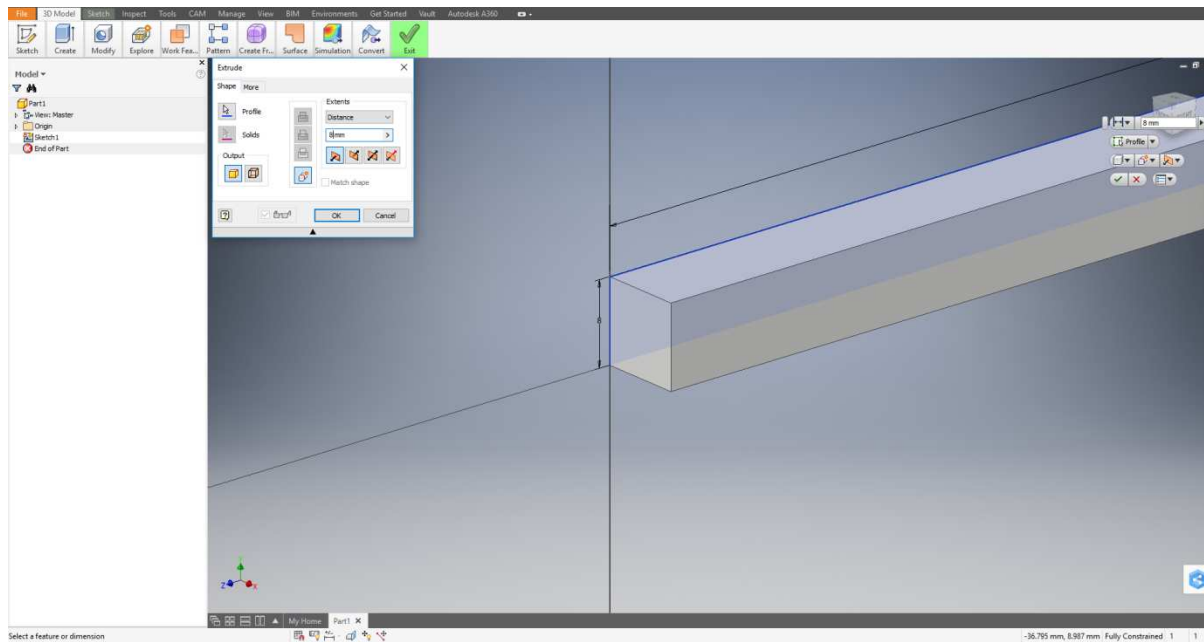 File 3D Model Sketch Inspect Tools CAM Manage View BIM Environments Get Started Vault Autodesk A360
Sketch Create Modify Explore Work Fea... Pattern Create Fr... Surface Simulation Convert Exit
Model
Part1
View: Master
Origin
Sketch1
End of Part
Extrude
Shape More
Profile
Solids
Output
Extents
Distance
8 mm
Match shape
OK Cancel
8 mm
Profile
8
Y
Z X
My Home Part1
Select a feature or dimension
-36.795 mm, 8.987 mm Fully Constrained 1 1